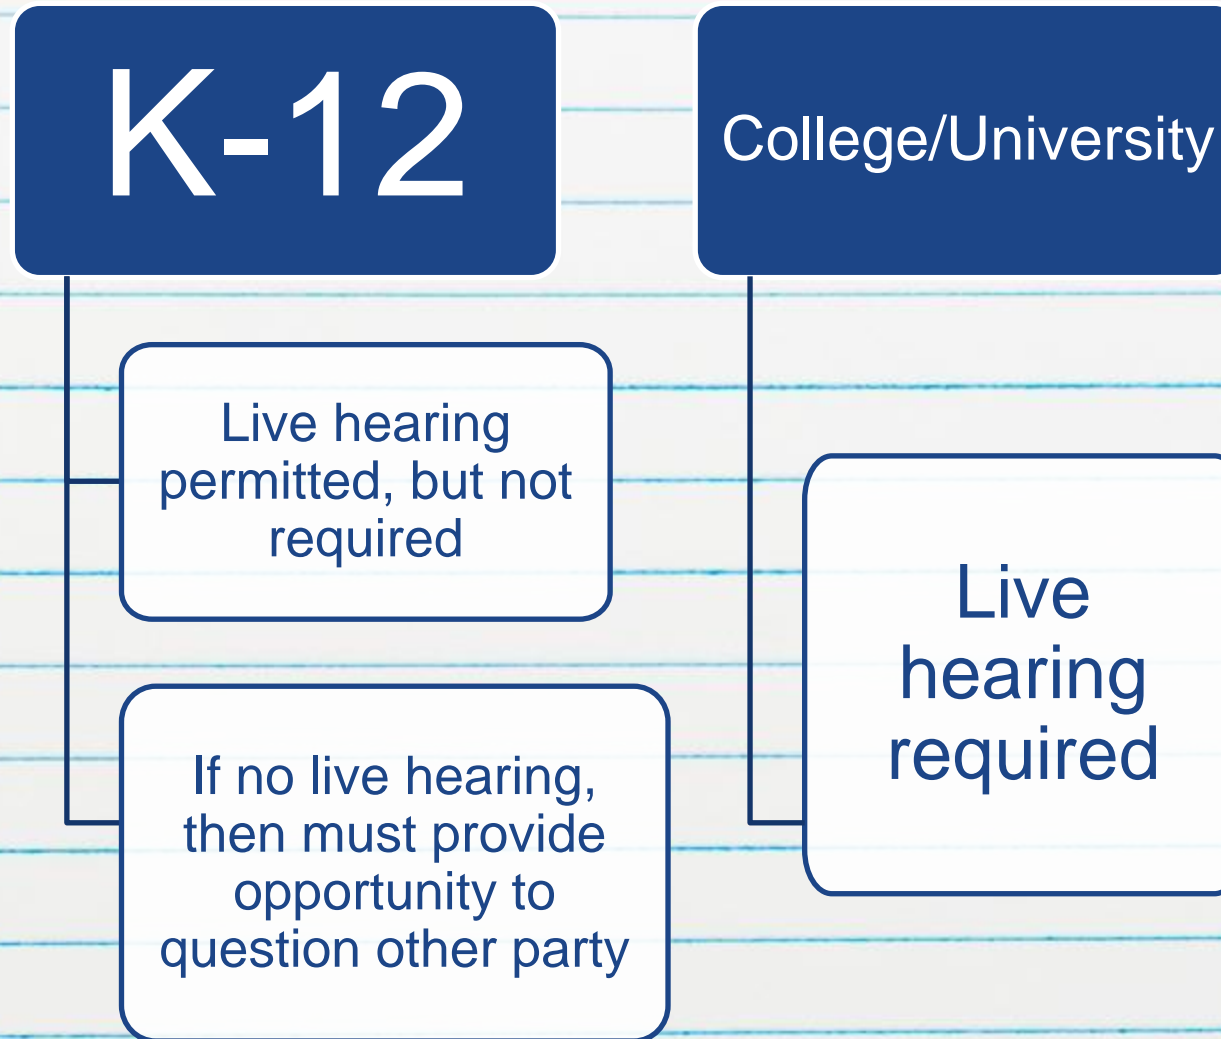 K-12
Live hearing
permitted, but not
required
If no live hearing,
then must provide
opportunity to
question other party
College/University
Live
hearing
required